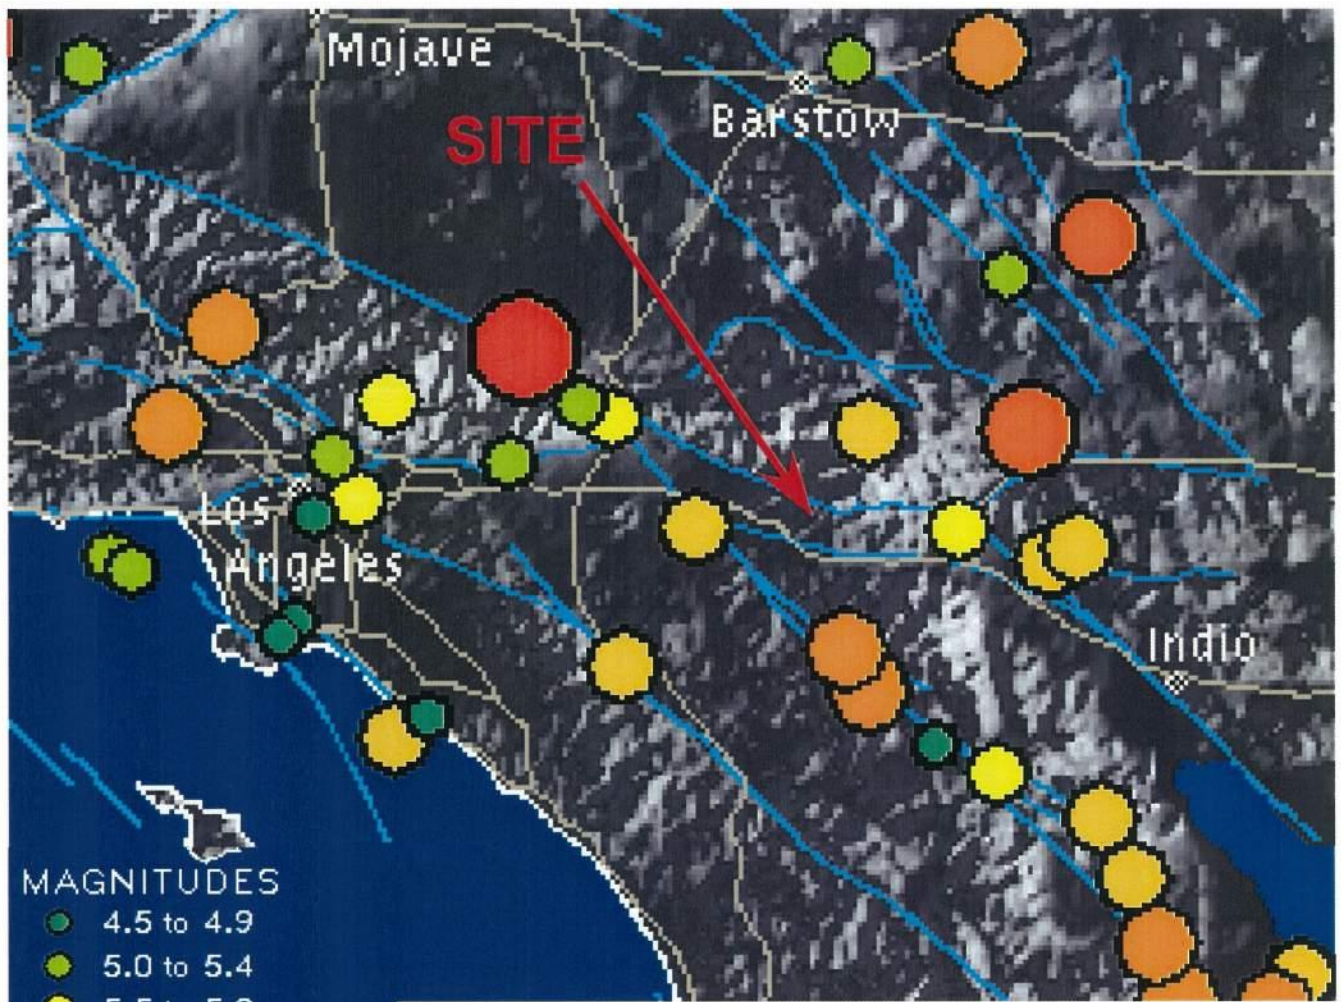 Mojave
Barstow
SITE
Los
Angeles
Indio
MAGNITUDES
4.5 to 4.9
5.0 to 5.4